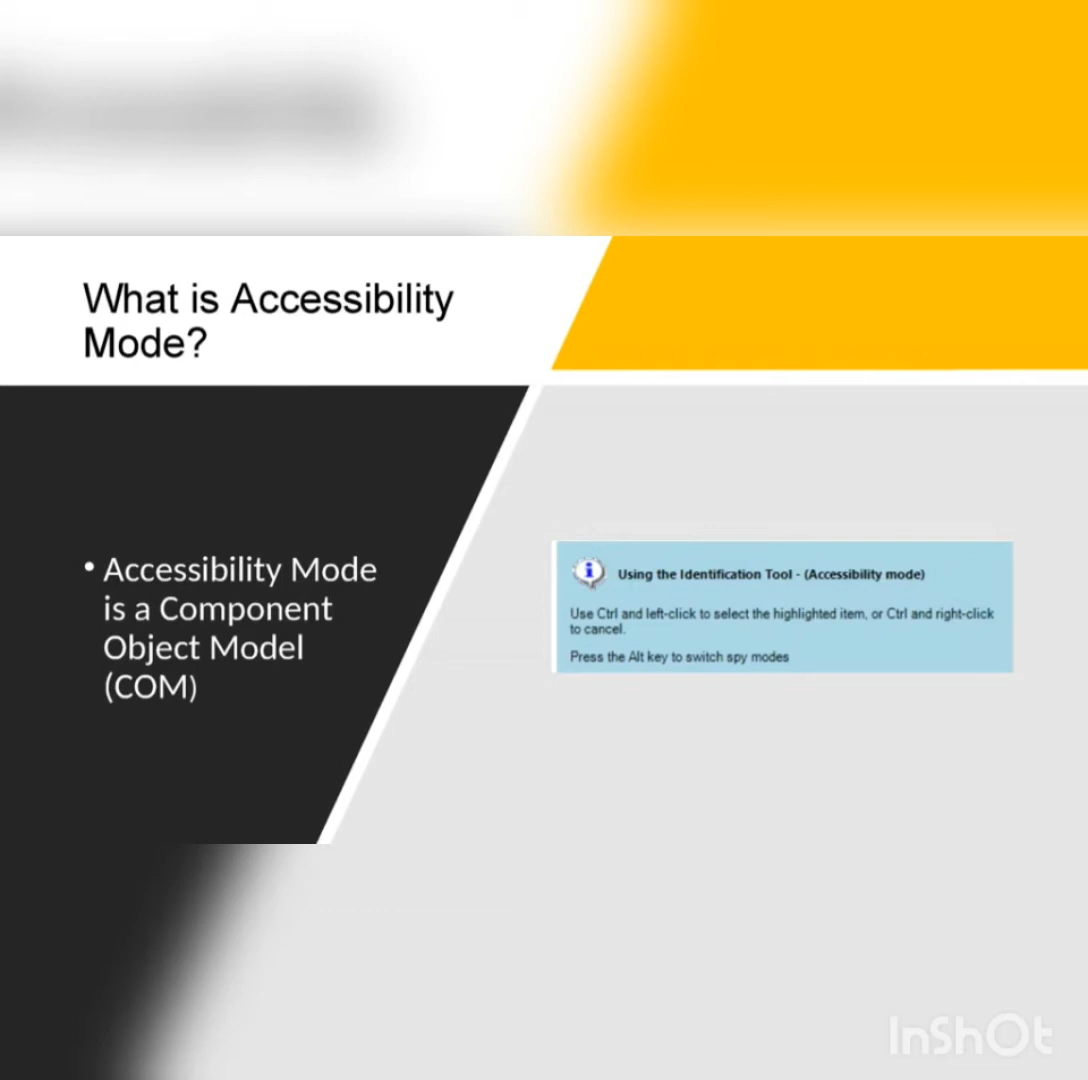 What is Accessibility
Mode?
• Accessibility Mode
is a Component
Object Model
(COM)
Using the Identification Tool - (Accessibility mode)
Use Ctrl and left-click to select the highlighted item, or Ctrl and right-click
to cancel.
Press the Alt key to switch spy modes
InShOt